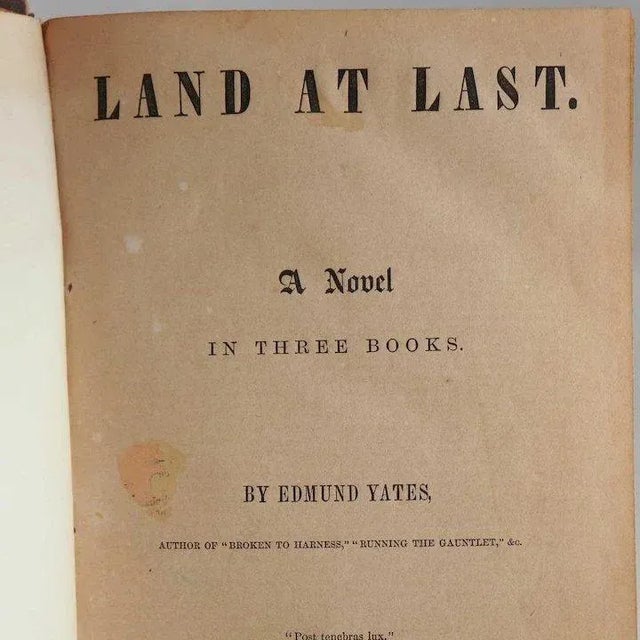 LAND AT LAST.
A Novel
IN THREE BOOKS.
BY EDMUND YATES,
AUTHOR OF "BROKEN TO HARNESS," "RUNNING THE GAUNTLET," &c.
"Post tenebras lux."